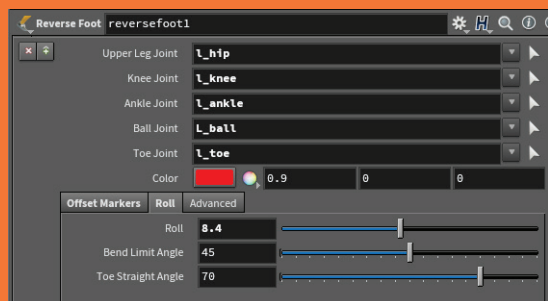 Reverse Foot reversefoot1
Upper Leg Joint l_hip
Knee Joint l_knee
Ankle Joint l_ankle
Ball Joint L_ball
Toe Joint l_toe
Color 0.9 0 0
Offset Markers Roll Advanced
Roll 8.4
Bend Limit Angle 45
Toe Straight Angle 70